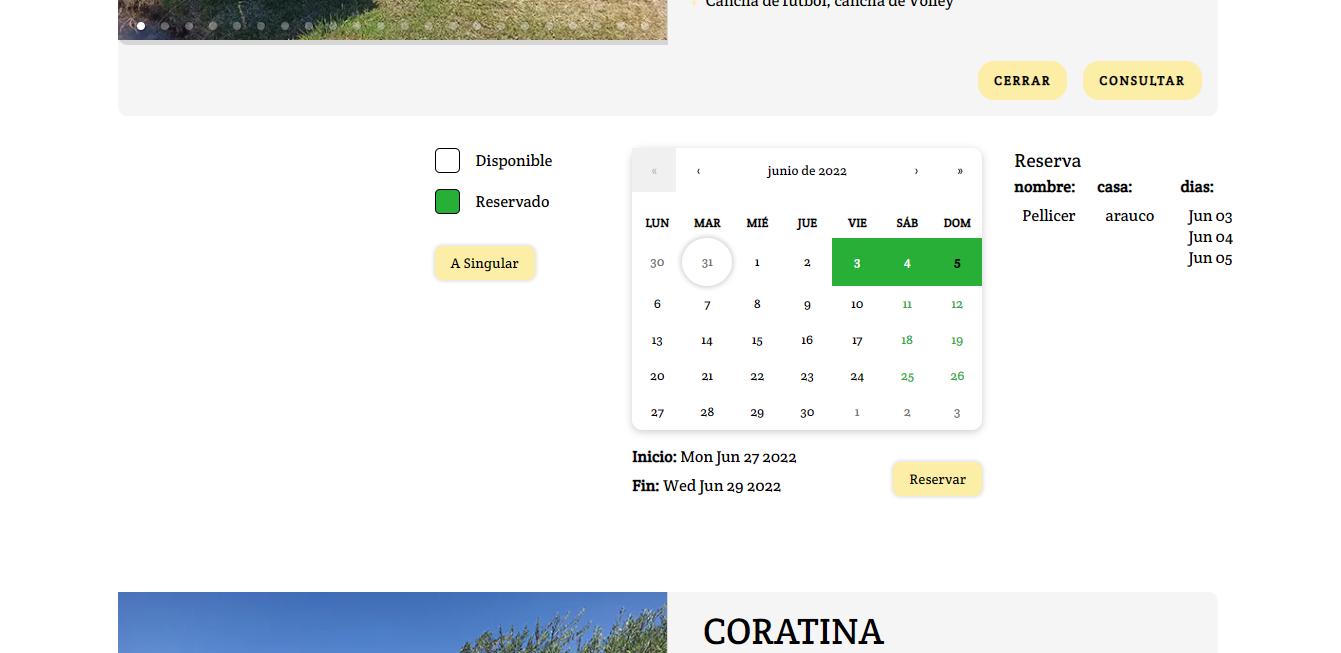 Cancha de futbol, cancha de Volley
CERRAR
CONSULTAR
Disponible
Reservado
A Singular
« ‹ junio de 2022 › »
LUN MAR MIÉ JUE VIE SÁB DOM
30 31 1 2 3 4 5
6 7 8 9 10 11 12
13 14 15 16 17 18 19
20 21 22 23 24 25 26
27 28 29 30 1 2 3
Inicio: Mon Jun 27 2022
Fin: Wed Jun 29 2022
Reservar
Reserva
nombre: casa: dias:
Pellicer arauco Jun 03
Jun 04
Jun 05
CORATINA